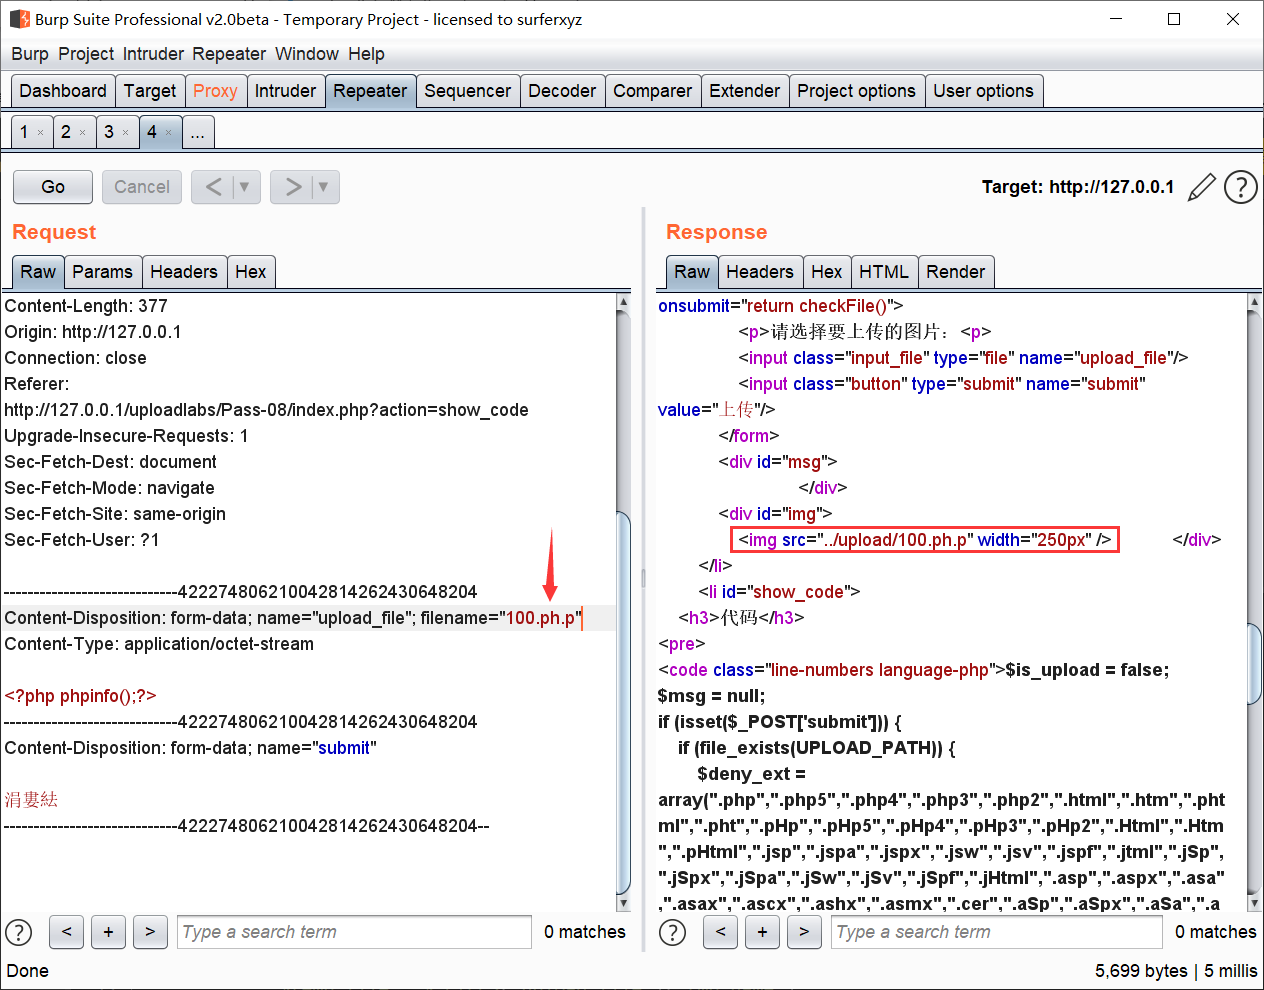 Burp Suite Professional v2.0beta - Temporary Project - licensed to surferxyz
Burp Project Intruder Repeater Window Help
Dashboard Target Proxy Intruder Repeater Sequencer Decoder Comparer Extender Project options User options
1 × 2 × 3 × 4 × ...
Go Cancel < ▼ > ▼ Target: http://127.0.0.1 ?
Request
Raw Params Headers Hex
Content-Length: 377
Origin: http://127.0.0.1
Connection: close
Referer:
http://127.0.0.1/uploadlabs/Pass-08/index.php?action=show_code
Upgrade-Insecure-Requests: 1
Sec-Fetch-Dest: document
Sec-Fetch-Mode: navigate
Sec-Fetch-Site: same-origin
Sec-Fetch-User: ?1
-----------------------------422274806210042814262430648204
Content-Disposition: form-data; name="upload_file"; filename="100.ph.p"
Content-Type: application/octet-stream
<?php phpinfo();?>
-----------------------------422274806210042814262430648204
Content-Disposition: form-data; name="submit"
涓婁紶
-----------------------------422274806210042814262430648204--
? < + > Type a search term 0 matches
Response
Raw Headers Hex HTML Render
onsubmit="return checkFile()">
<p>请选择要上传的图片：<p>
<input class="input_file" type="file" name="upload_file"/>
<input class="button" type="submit" name="submit"
value="上传"/>
</form>
<div id="msg">
</div>
<div id="img">
<img src="../upload/100.ph.p" width="250px" /> </div>
</li>
<li id="show_code">
<h3>代码</h3>
<pre>
<code class="line-numbers language-php">$is_upload = false;
$msg = null;
if (isset($_POST['submit'])) {
if (file_exists(UPLOAD_PATH)) {
$deny_ext =
array(".php",".php5",".php4",".php3",".php2",".html",".htm",".pht
ml",".pht",".pHp",".pHp5",".pHp4",".pHp3",".pHp2",".Html",".Htm
",".pHtml",".jsp",".jspa",".jspx",".jsw",".jsv",".jspf",".jtml",".jSp",
".jSpx",".jSpa",".jSw",".jSv",".jSpf",".jHtml",".asp",".aspx",".asa"
,".asax",".ascx",".ashx",".asmx",".cer",".aSp",".aSpx",".aSa",".a
? < + > Type a search term 0 matches
Done 5,699 bytes | 5 millis